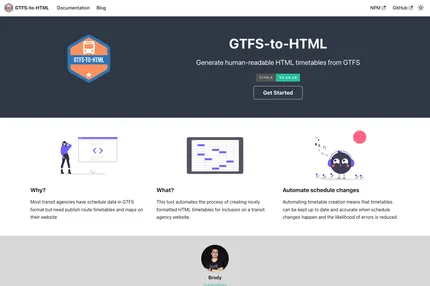 GTFS-to-HTML
Documentation
Blog
NPM
GitHub
GTFS-TO-HTML
GTFS-to-HTML
Generate human-readable HTML timetables from GTFS
Get Started
Why?
Most transit agencies have schedule data in GTFS
format but need publish route timetables and maps on
their website
What?
This tool automates the process of creating nicely
formatted HTML timetables for inclusion on a transit
agency website.
Automate schedule changes
Automating timetable creation means that timetables
can be kept up to date and accurate when schedule
changes happen and the likelihood of errors is reduced.
Brody